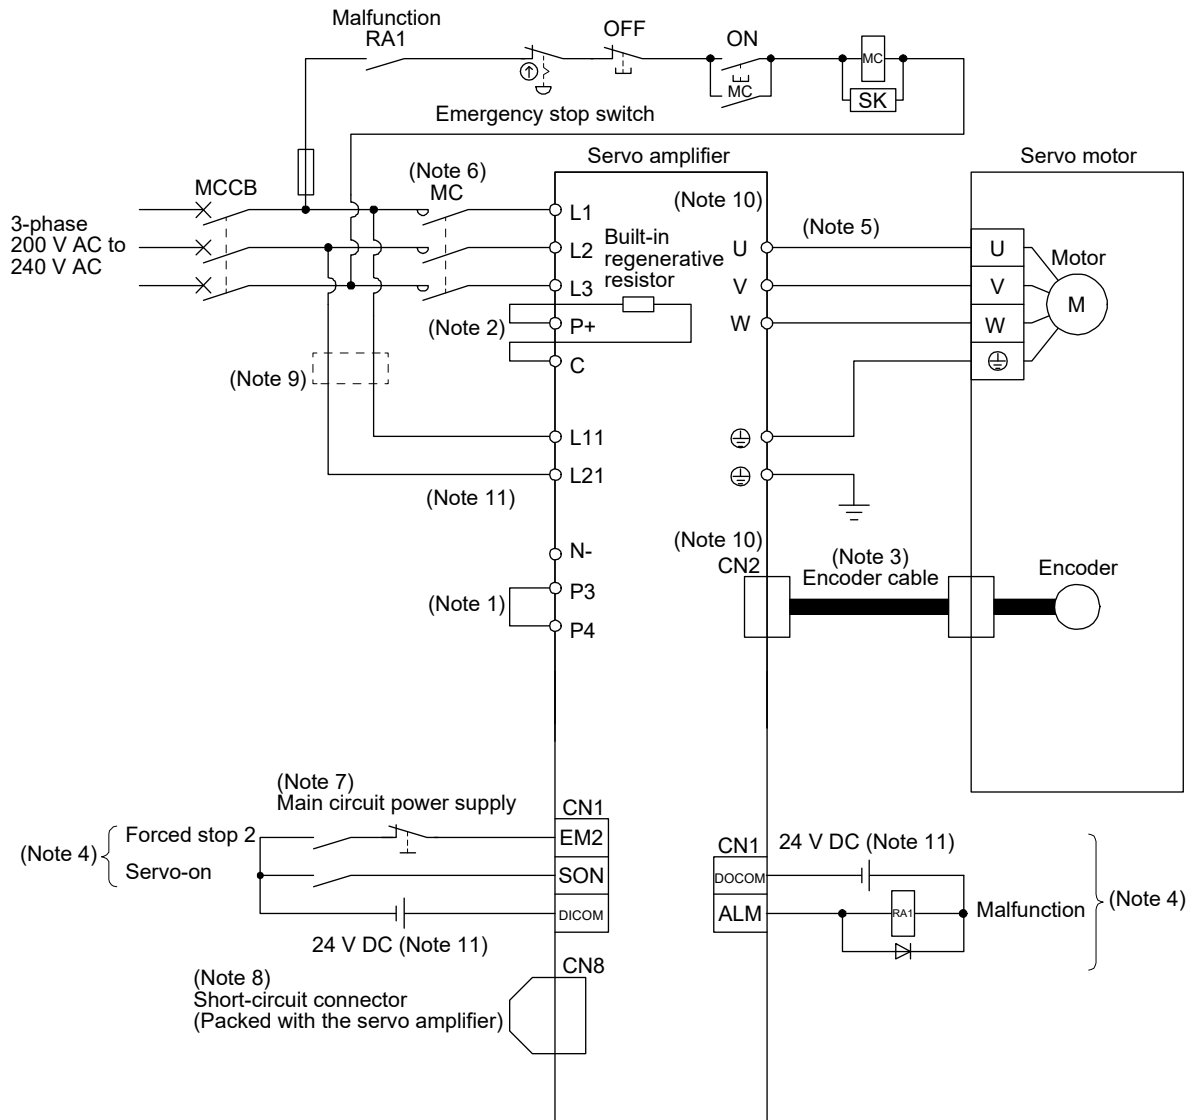 Malfunction
RA1
OFF
ON
MC
MC
SK
Emergency stop switch
Servo amplifier
Servo motor
MCCB
(Note 6)
MC
(Note 10)
3-phase
200 V AC to
240 V AC
L1
L2
L3
Built-in
regenerative
resistor
U
V
W
(Note 5)
U
V
W
Motor
M
(Note 2)
P+
C
(Note 9)
L11
L21
(Note 11)
N-
(Note 10)
CN2
(Note 3)
Encoder cable
Encoder
(Note 1)
P3
P4
(Note 7)
Main circuit power supply
CN1
(Note 4)
Forced stop 2
EM2
Servo-on
SON
DICOM
24 V DC (Note 11)
CN1
24 V DC (Note 11)
DOCOM
ALM
RA1
Malfunction
(Note 4)
(Note 8)
Short-circuit connector
(Packed with the servo amplifier)
CN8